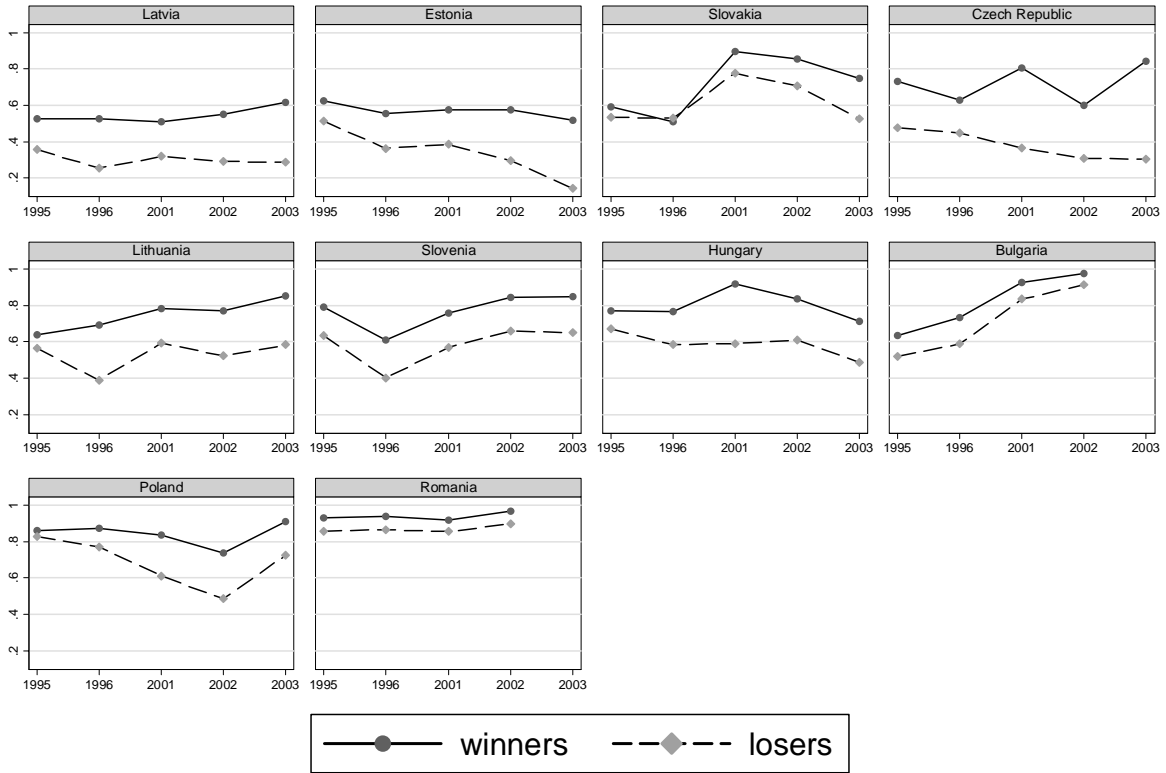 Latvia Estonia Slovakia Czech Republic
1
.8
.6
.4
.2
1995 1996 2001 2002 2003 1995 1996 2001 2002 2003 1995 1996 2001 2002 2003 1995 1996 2001 2002 2003
Lithuania Slovenia Hungary Bulgaria
1
.8
.6
.4
.2
1995 1996 2001 2002 2003 1995 1996 2001 2002 2003 1995 1996 2001 2002 2003 1995 1996 2001 2002 2003
Poland Romania
1
.8
.6
.4
.2
1995 1996 2001 2002 2003 1995 1996 2001 2002 2003
winners losers